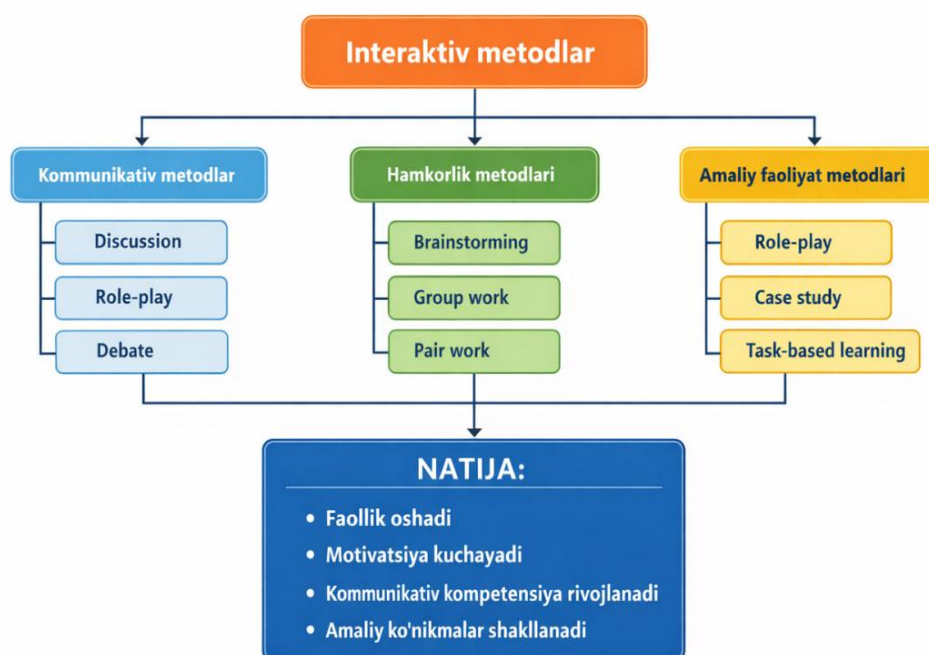 Interaktiv metodlar
Kommunikativ metodlar
Discussion
Role-play
Debate
Hamkorlik metodlari
Brainstorming
Group work
Pair work
Amaliy faoliyat metodlari
Role-play
Case study
Task-based learning
NATIJA:
• Faollik oshadi
• Motivatsiya kuchayadi
• Kommunikativ kompetensiya rivojlanadi
• Amaliy ko'nikmalar shakllanadi